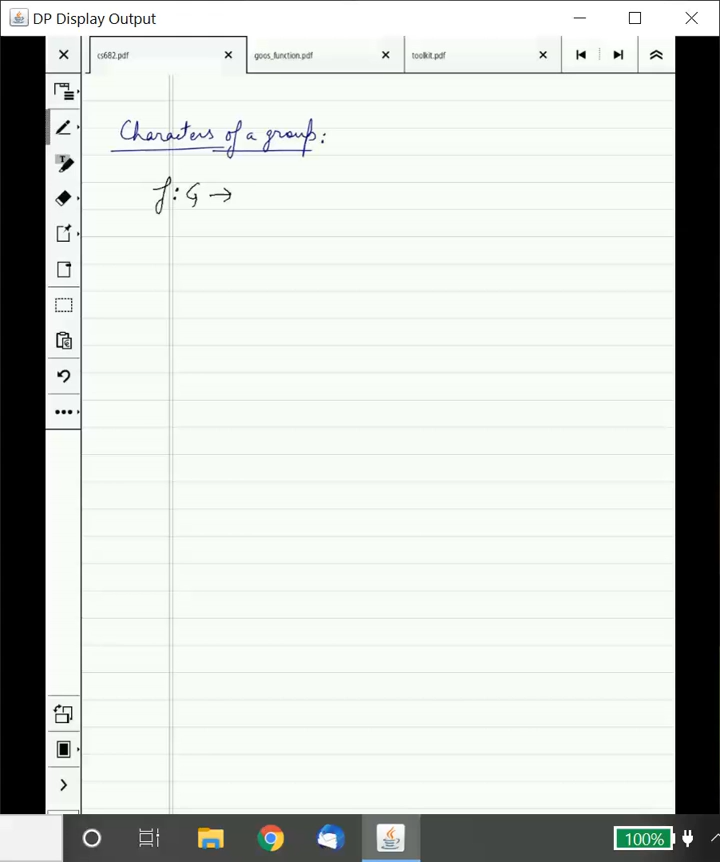 DP Display Output
cs682.pdf
goos_function.pdf
toolkit.pdf
Characters of a group:
f: G →
100%